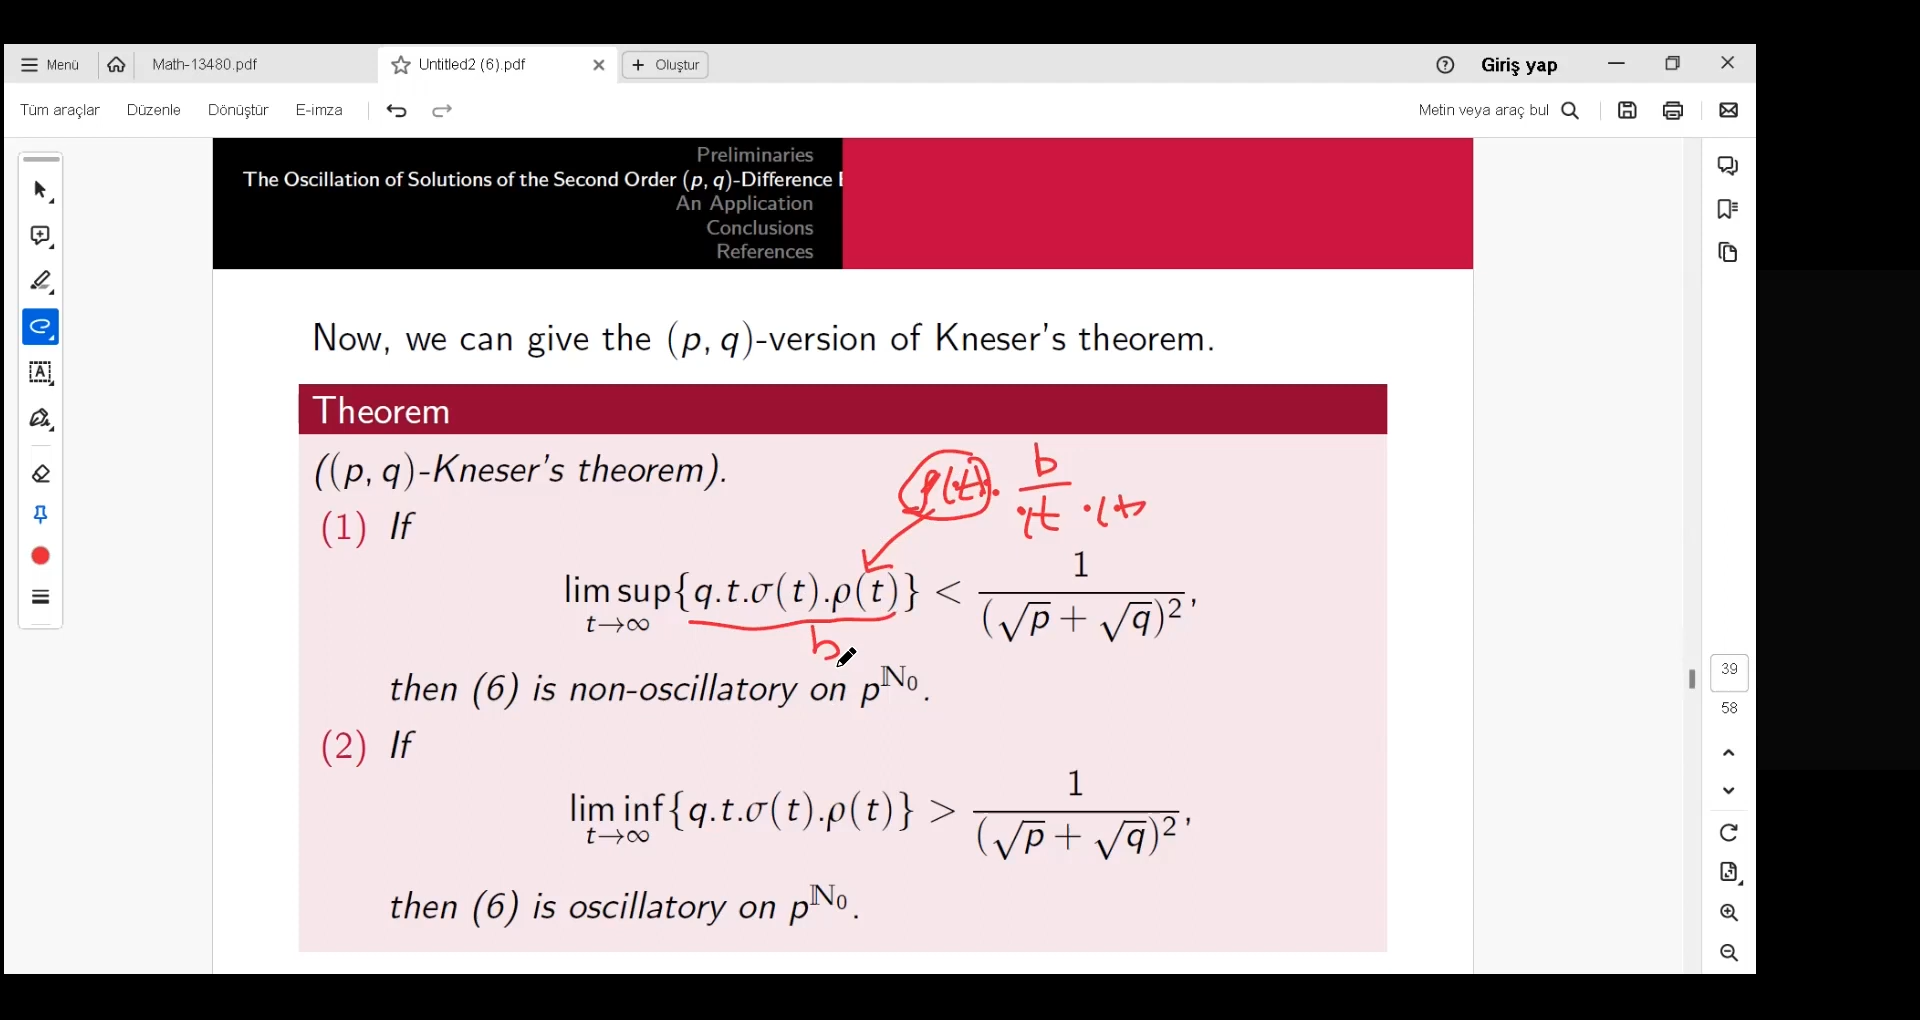 Menü
Math-13480.pdf
Untitled2 (6).pdf
Oluştur
Giriş yap
Tüm araçlar Düzenle Dönüştür E-imza
Metin veya araç bul
Preliminaries
The Oscillation of Solutions of the Second Order (p, q)-Difference E
An Application
Conclusions
References
Now, we can give the (p, q)-version of Kneser's theorem.
Theorem
((p, q)-Kneser's theorem).
(1) If
lim sup{q.t.σ(t).ρ(t)} < 1/(√p + √q)²,
t→∞
b
then (6) is non-oscillatory on p^ℕ₀.
(2) If
lim inf{q.t.σ(t).ρ(t)} > 1/(√p + √q)²,
t→∞
then (6) is oscillatory on p^ℕ₀.
39
58